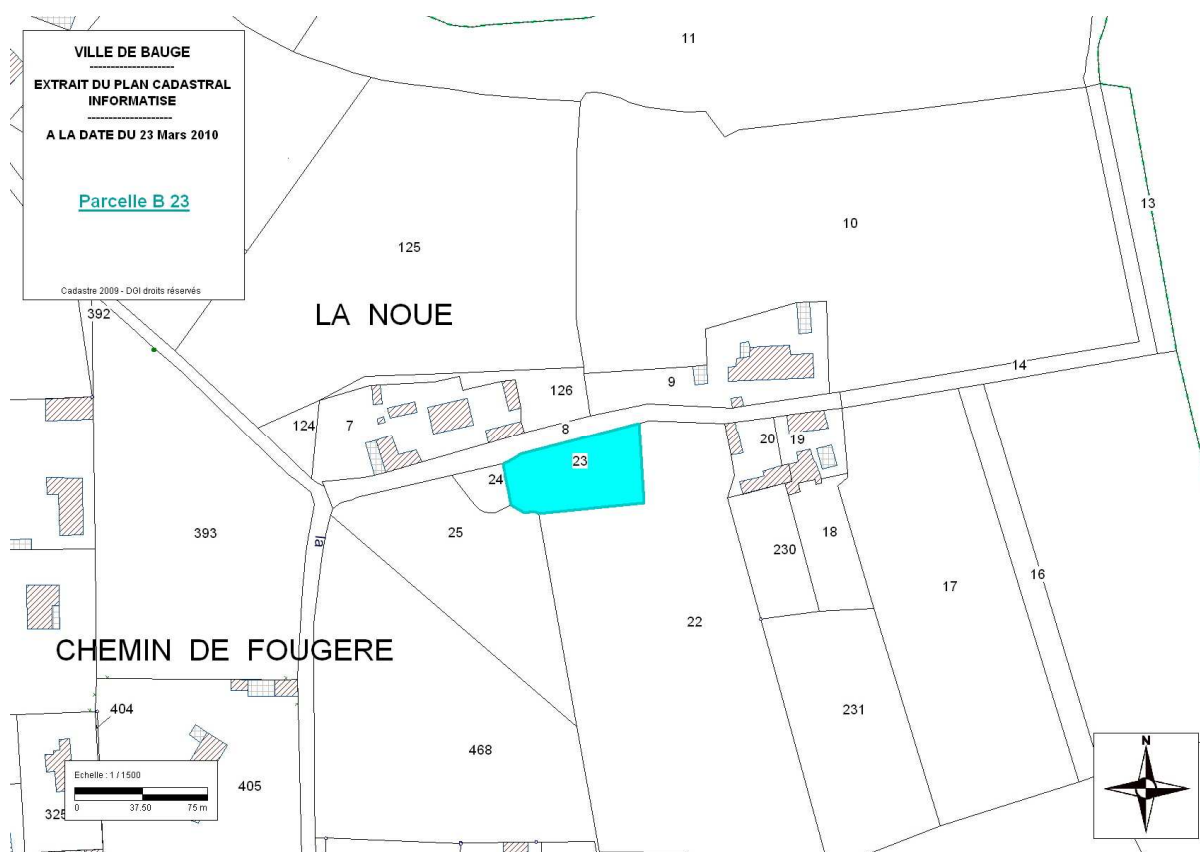 VILLE DE BAUGE
--------------------
EXTRAIT DU PLAN CADASTRAL
INFORMATISE
--------------------
A LA DATE DU 23 Mars 2010
Parcelle B 23
Cadastre 2009 - DGI droits réservés
11
13
10
125
LA NOUE
392
14
9
126
124
7
8
20
19
23
24
25
393
la
18
230
17
16
22
CHEMIN DE FOUGERE
404
231
468
405
325
Echelle : 1 / 1500
0 37.50 75 m
N